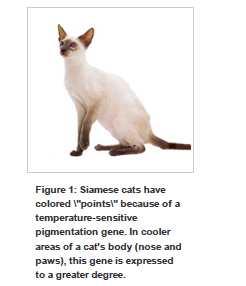 Figure 1: Siamese cats have
colored \"points\" because of a
temperature-sensitive
pigmentation gene. In cooler
areas of a cat's body (nose and
paws), this gene is expressed
to a greater degree.